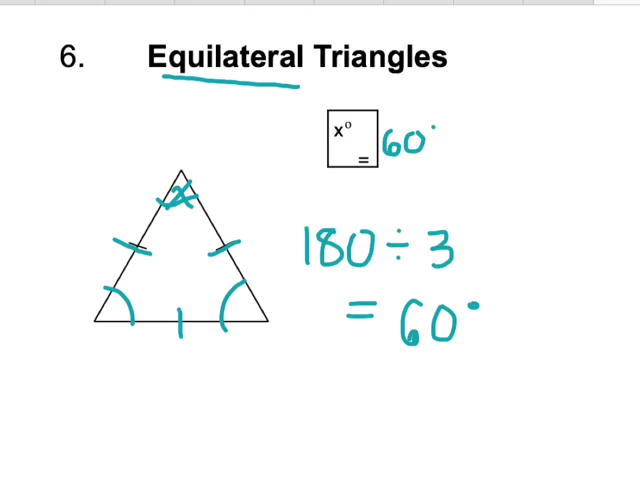 6. Equilateral Triangles
x°
= 60°
x
180 ÷ 3
= 60°